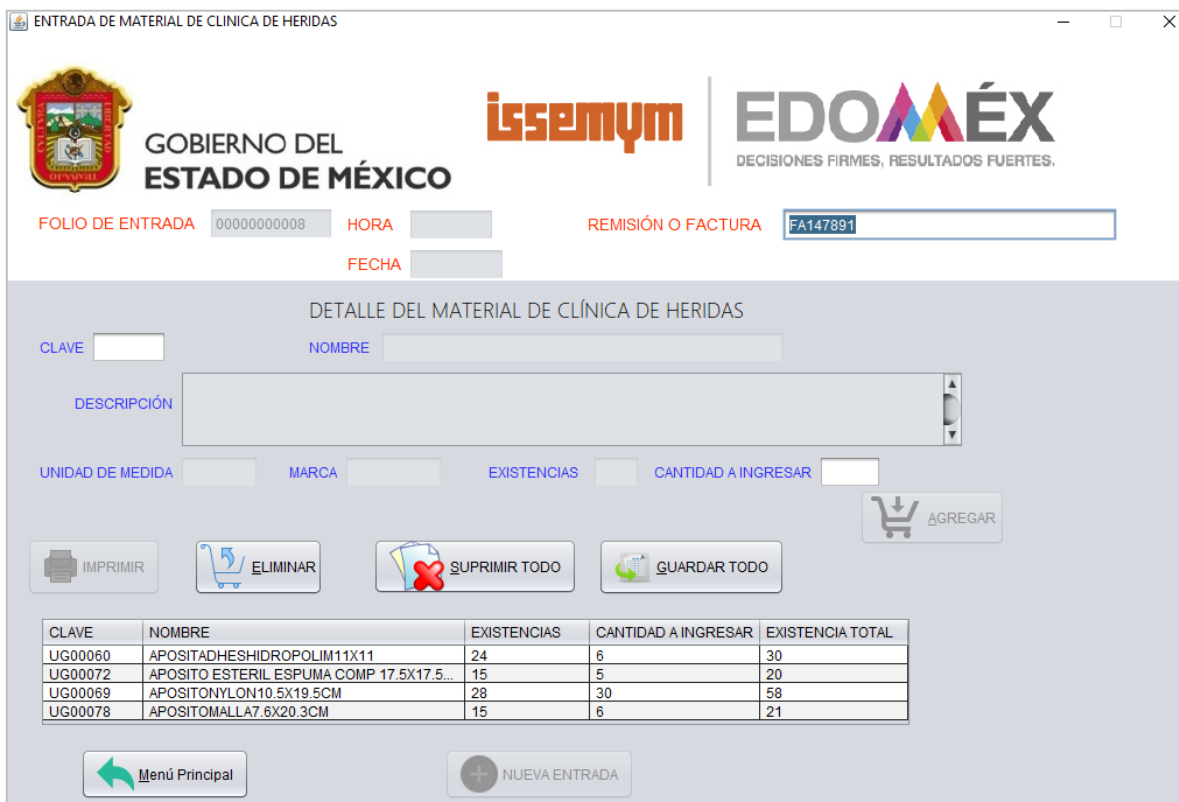 ENTRADA DE MATERIAL DE CLINICA DE HERIDAS
GOBIERNO DEL
ESTADO DE MÉXICO
issemym
EDOMÉX
DECISIONES FIRMES, RESULTADOS FUERTES.
FOLIO DE ENTRADA 00000000008 HORA REMISIÓN O FACTURA FA147891
FECHA
DETALLE DEL MATERIAL DE CLÍNICA DE HERIDAS
CLAVE NOMBRE
DESCRIPCIÓN
UNIDAD DE MEDIDA MARCA EXISTENCIAS CANTIDAD A INGRESAR
AGREGAR
IMPRIMIR ELIMINAR SUPRIMIR TODO GUARDAR TODO
CLAVE NOMBRE EXISTENCIAS CANTIDAD A INGRESAR EXISTENCIA TOTAL
UG00060 APOSITADHESHIDROPOLIM11X11 24 6 30
UG00072 APOSITO ESTERIL ESPUMA COMP 17.5X17.5... 15 5 20
UG00069 APOSITONYLON10.5X19.5CM 28 30 58
UG00078 APOSITOMALLA7.6X20.3CM 15 6 21
Menú Principal NUEVA ENTRADA